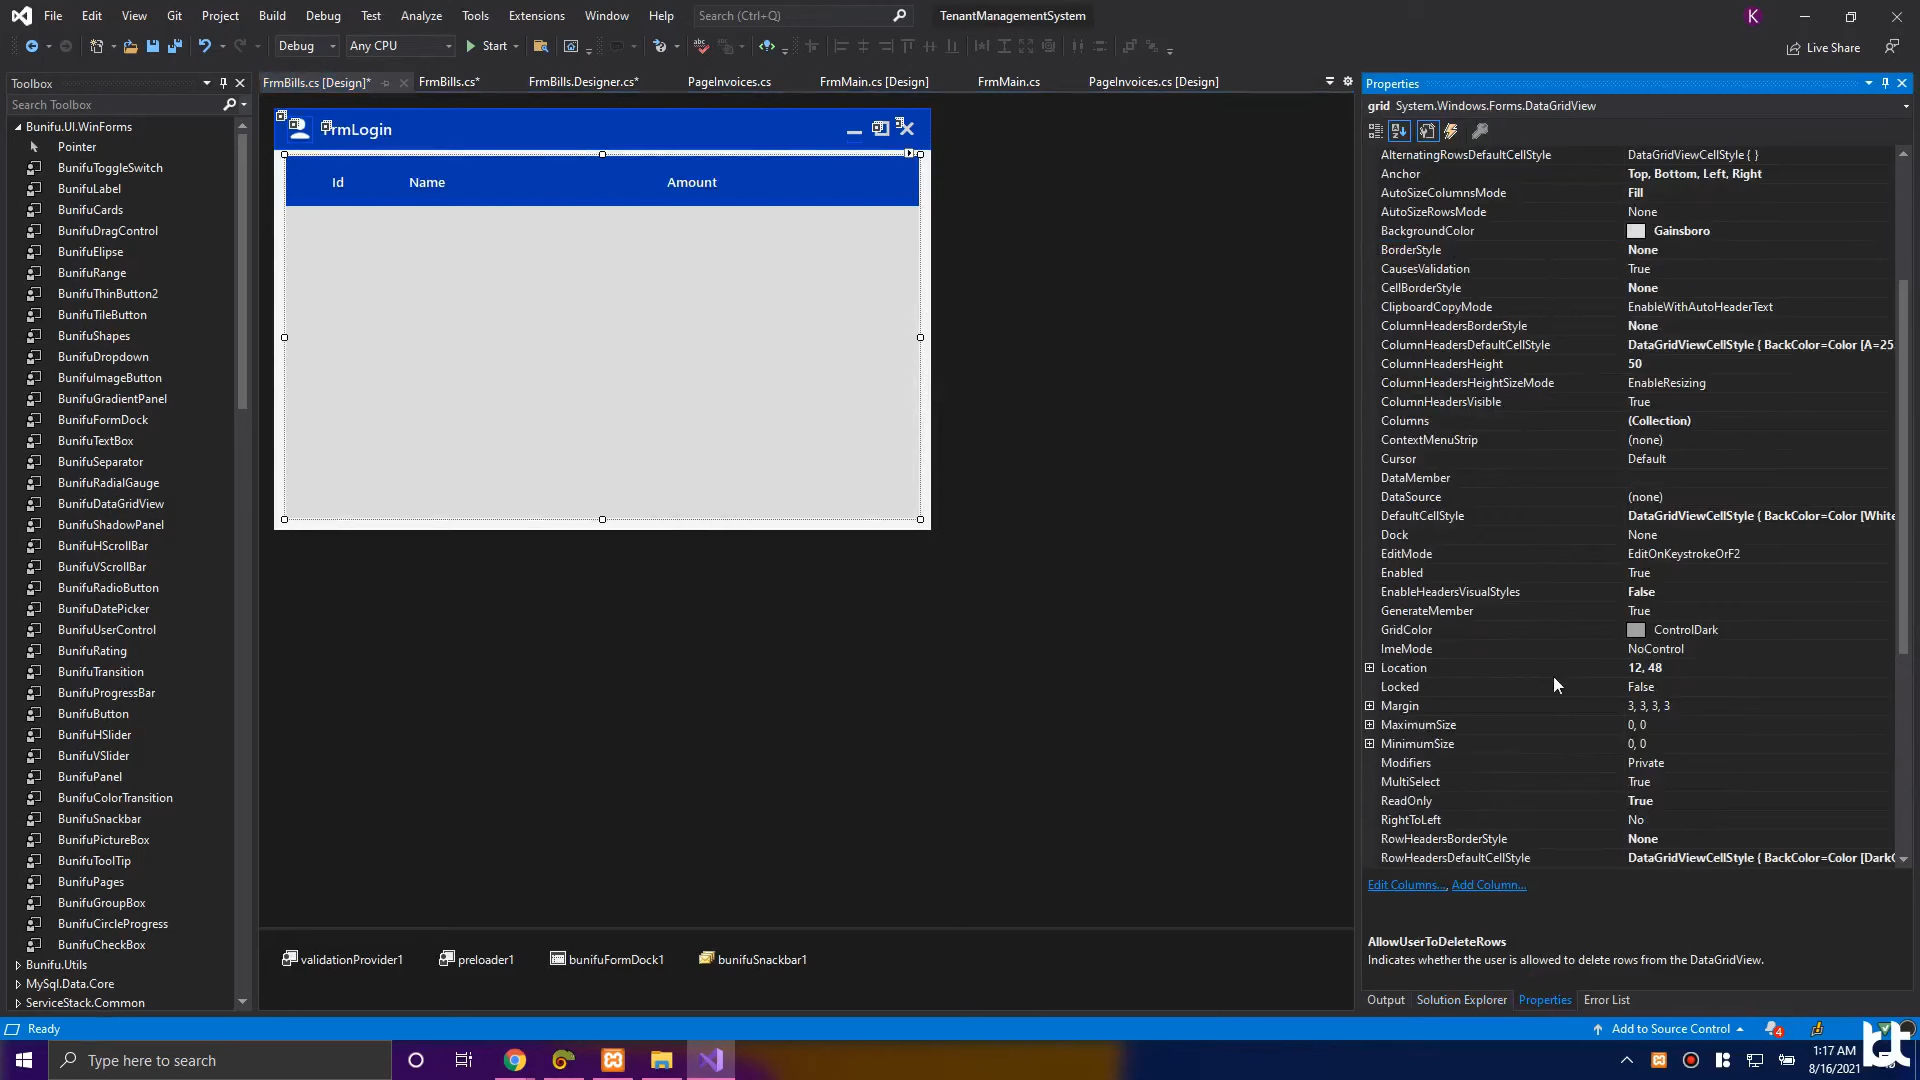 File Edit View Git Project Build Debug Test Analyze Tools Extensions Window Help Search (Ctrl+Q) TenantManagementSystem K
Debug Any CPU Start Live Share
Toolbox
Search Toolbox
Bunifu.UI.WinForms
Pointer
BunifuToggleSwitch
BunifuLabel
BunifuCards
BunifuDragControl
BunifuElipse
BunifuRange
BunifuThinButton2
BunifuTileButton
BunifuShapes
BunifuDropdown
BunifuImageButton
BunifuGradientPanel
BunifuFormDock
BunifuTextBox
BunifuSeparator
BunifuRadialGauge
BunifuDataGridView
BunifuShadowPanel
BunifuHScrollBar
BunifuVScrollBar
BunifuRadioButton
BunifuDatePicker
BunifuUserControl
BunifuRating
BunifuTransition
BunifuProgressBar
BunifuButton
BunifuHSlider
BunifuVSlider
BunifuPanel
BunifuColorTransition
BunifuSnackbar
BunifuPictureBox
BunifuToolTip
BunifuPages
BunifuGroupBox
BunifuCircleProgress
BunifuCheckBox
Bunifu.Utils
MySql.Data.Core
ServiceStack.Common
FrmBills.cs [Design]* FrmBills.cs* FrmBills.Designer.cs* PageInvoices.cs FrmMain.cs [Design] FrmMain.cs PageInvoices.cs [Design]
FrmLogin
Id Name Amount
validationProvider1 preloader1 bunifuFormDock1 bunifuSnackbar1
Properties
grid System.Windows.Forms.DataGridView
AlternatingRowsDefaultCellStyle DataGridViewCellStyle { }
Anchor Top, Bottom, Left, Right
AutoSizeColumnsMode Fill
AutoSizeRowsMode None
BackgroundColor Gainsboro
BorderStyle None
CausesValidation True
CellBorderStyle None
ClipboardCopyMode EnableWithAutoHeaderText
ColumnHeadersBorderStyle None
ColumnHeadersDefaultCellStyle DataGridViewCellStyle { BackColor=Color [A=25
ColumnHeadersHeight 50
ColumnHeadersHeightSizeMode EnableResizing
ColumnHeadersVisible True
Columns (Collection)
ContextMenuStrip (none)
Cursor Default
DataMember
DataSource (none)
DefaultCellStyle DataGridViewCellStyle { BackColor=Color [White
Dock None
EditMode EditOnKeystrokeOrF2
Enabled True
EnableHeadersVisualStyles False
GenerateMember True
GridColor ControlDark
ImeMode NoControl
Location 12, 48
Locked False
Margin 3, 3, 3, 3
MaximumSize 0, 0
MinimumSize 0, 0
Modifiers Private
MultiSelect True
ReadOnly True
RightToLeft No
RowHeadersBorderStyle None
RowHeadersDefaultCellStyle DataGridViewCellStyle { BackColor=Color [Dark
Edit Columns..., Add Column...
AllowUserToDeleteRows
Indicates whether the user is allowed to delete rows from the DataGridView.
Output Solution Explorer Properties Error List
Ready Add to Source Control 4
Type here to search 1:17 AM
8/16/2021